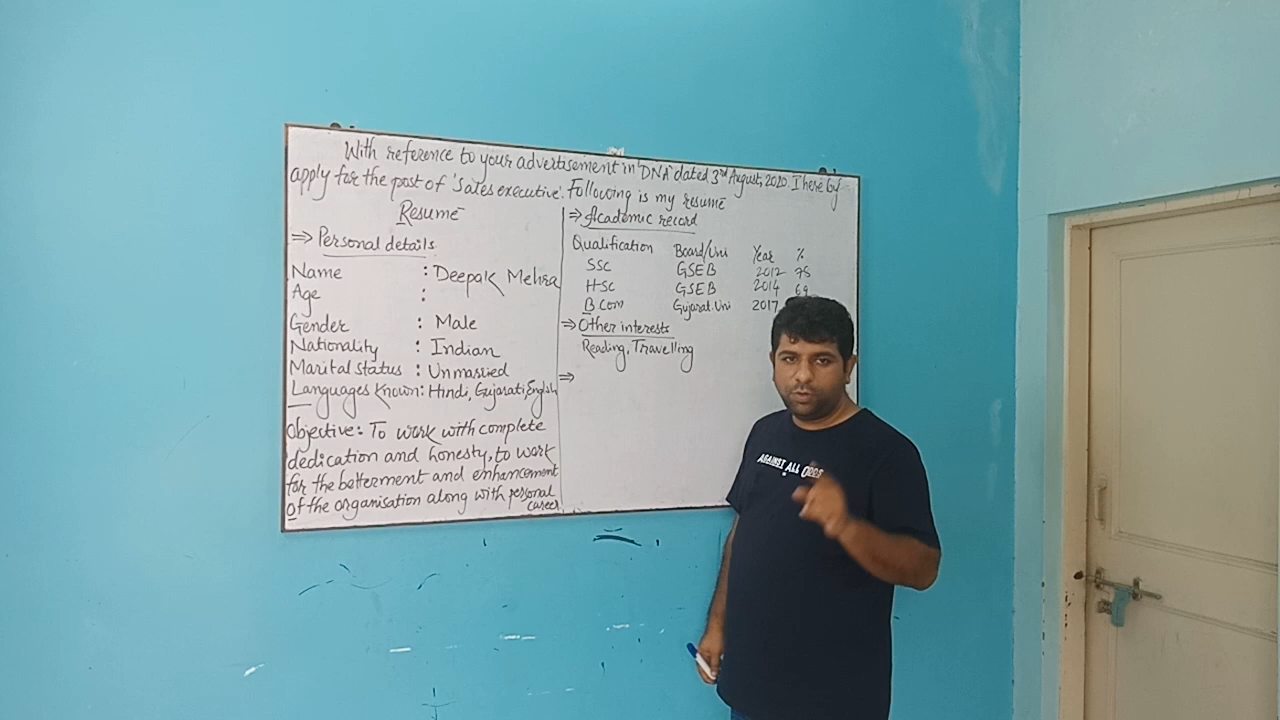 With reference to your advertisement in 'DNA' dated 3rd August, 2020. I here by
apply for the post of 'Sales executive'. Following is my resume
Resume
⇒ Personal details
Name : Deepak Mehra
Age :
Gender : Male
Nationality : Indian
Marital status : Unmarried
Languages known : Hindi, Gujarati, English
Objective : To work with complete
dedication and honesty, to work
for the betterment and enhancement
of the organisation along with personal
career
⇒ Academic record
Qualification Board/Uni Year %
SSC GSEB 2012 75
HSC GSEB 2014 69
B Com Gujarat. Uni 2017
⇒ Other interests
Reading, Travelling
⇒
AGAINST ALL ODDS